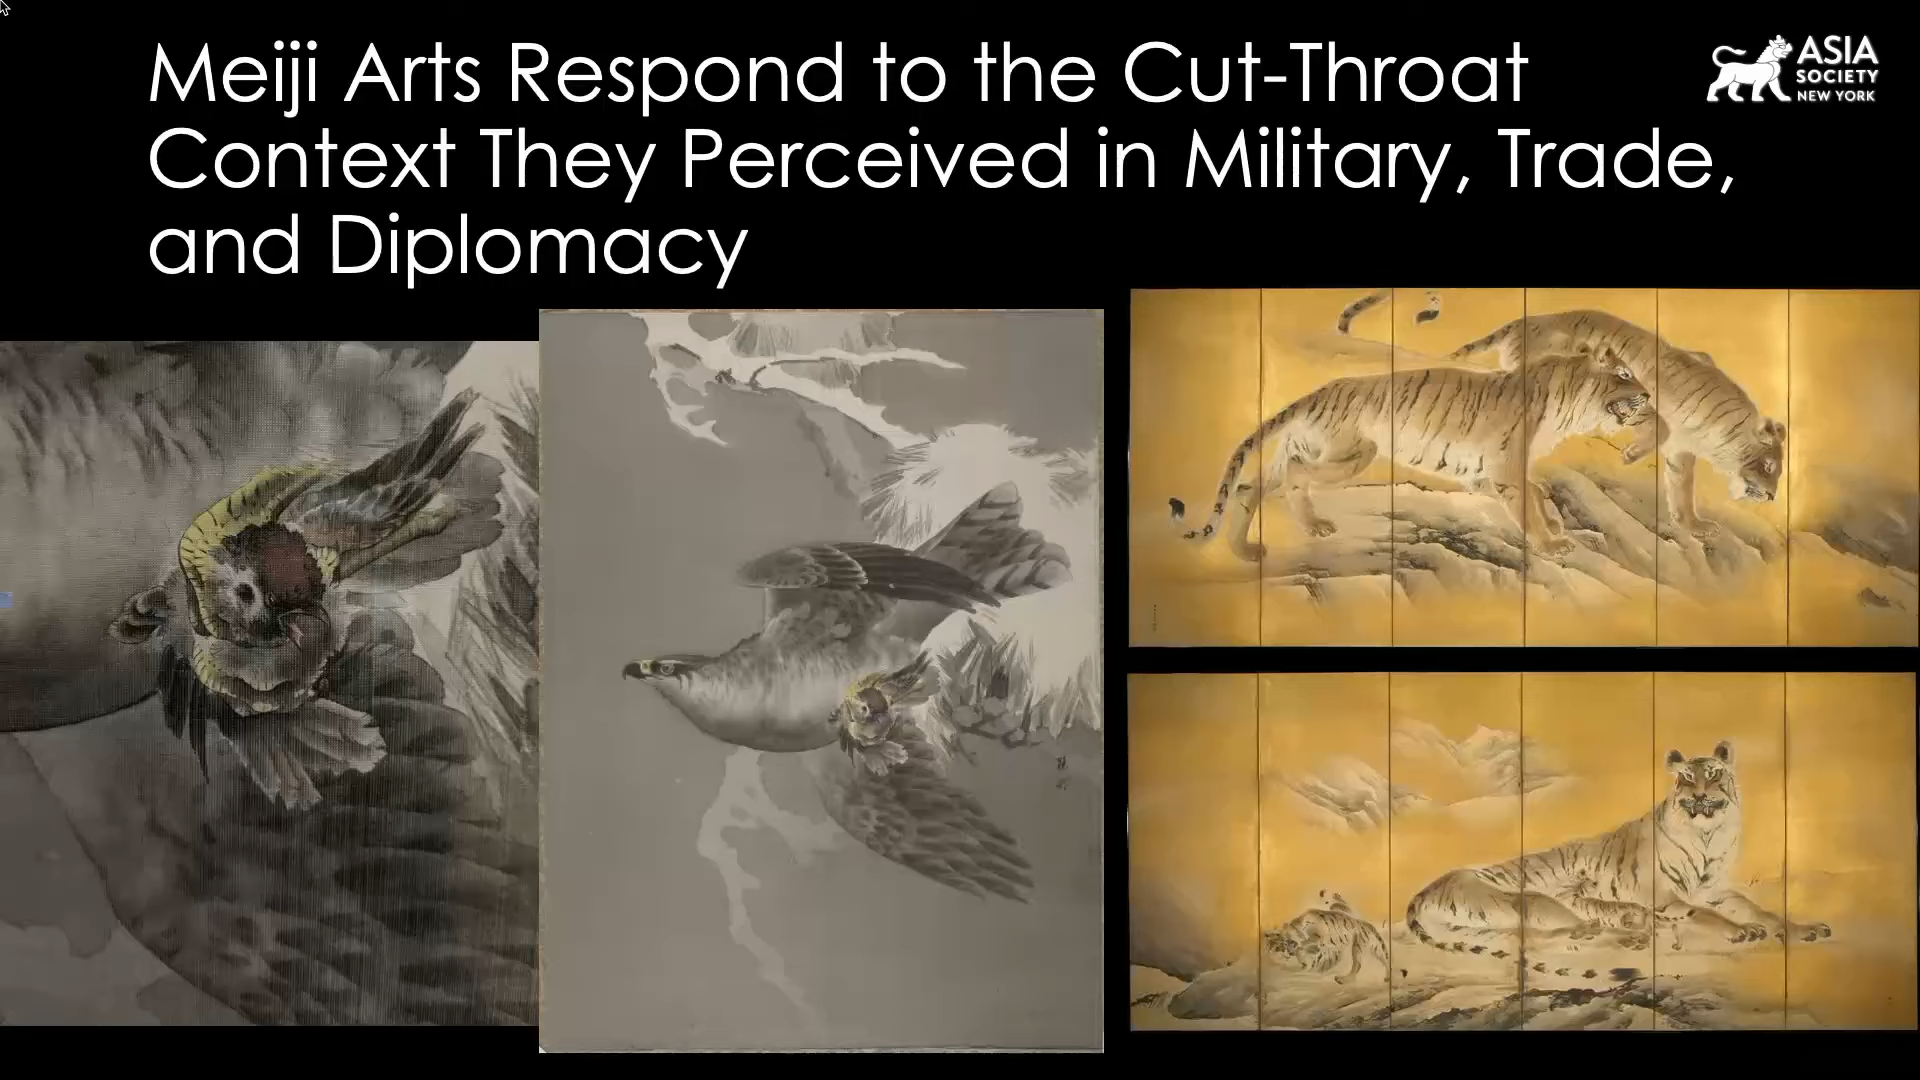 Meiji Arts Respond to the Cut-Throat
Context They Perceived in Military, Trade,
and Diplomacy
ASIA
SOCIETY
NEW YORK